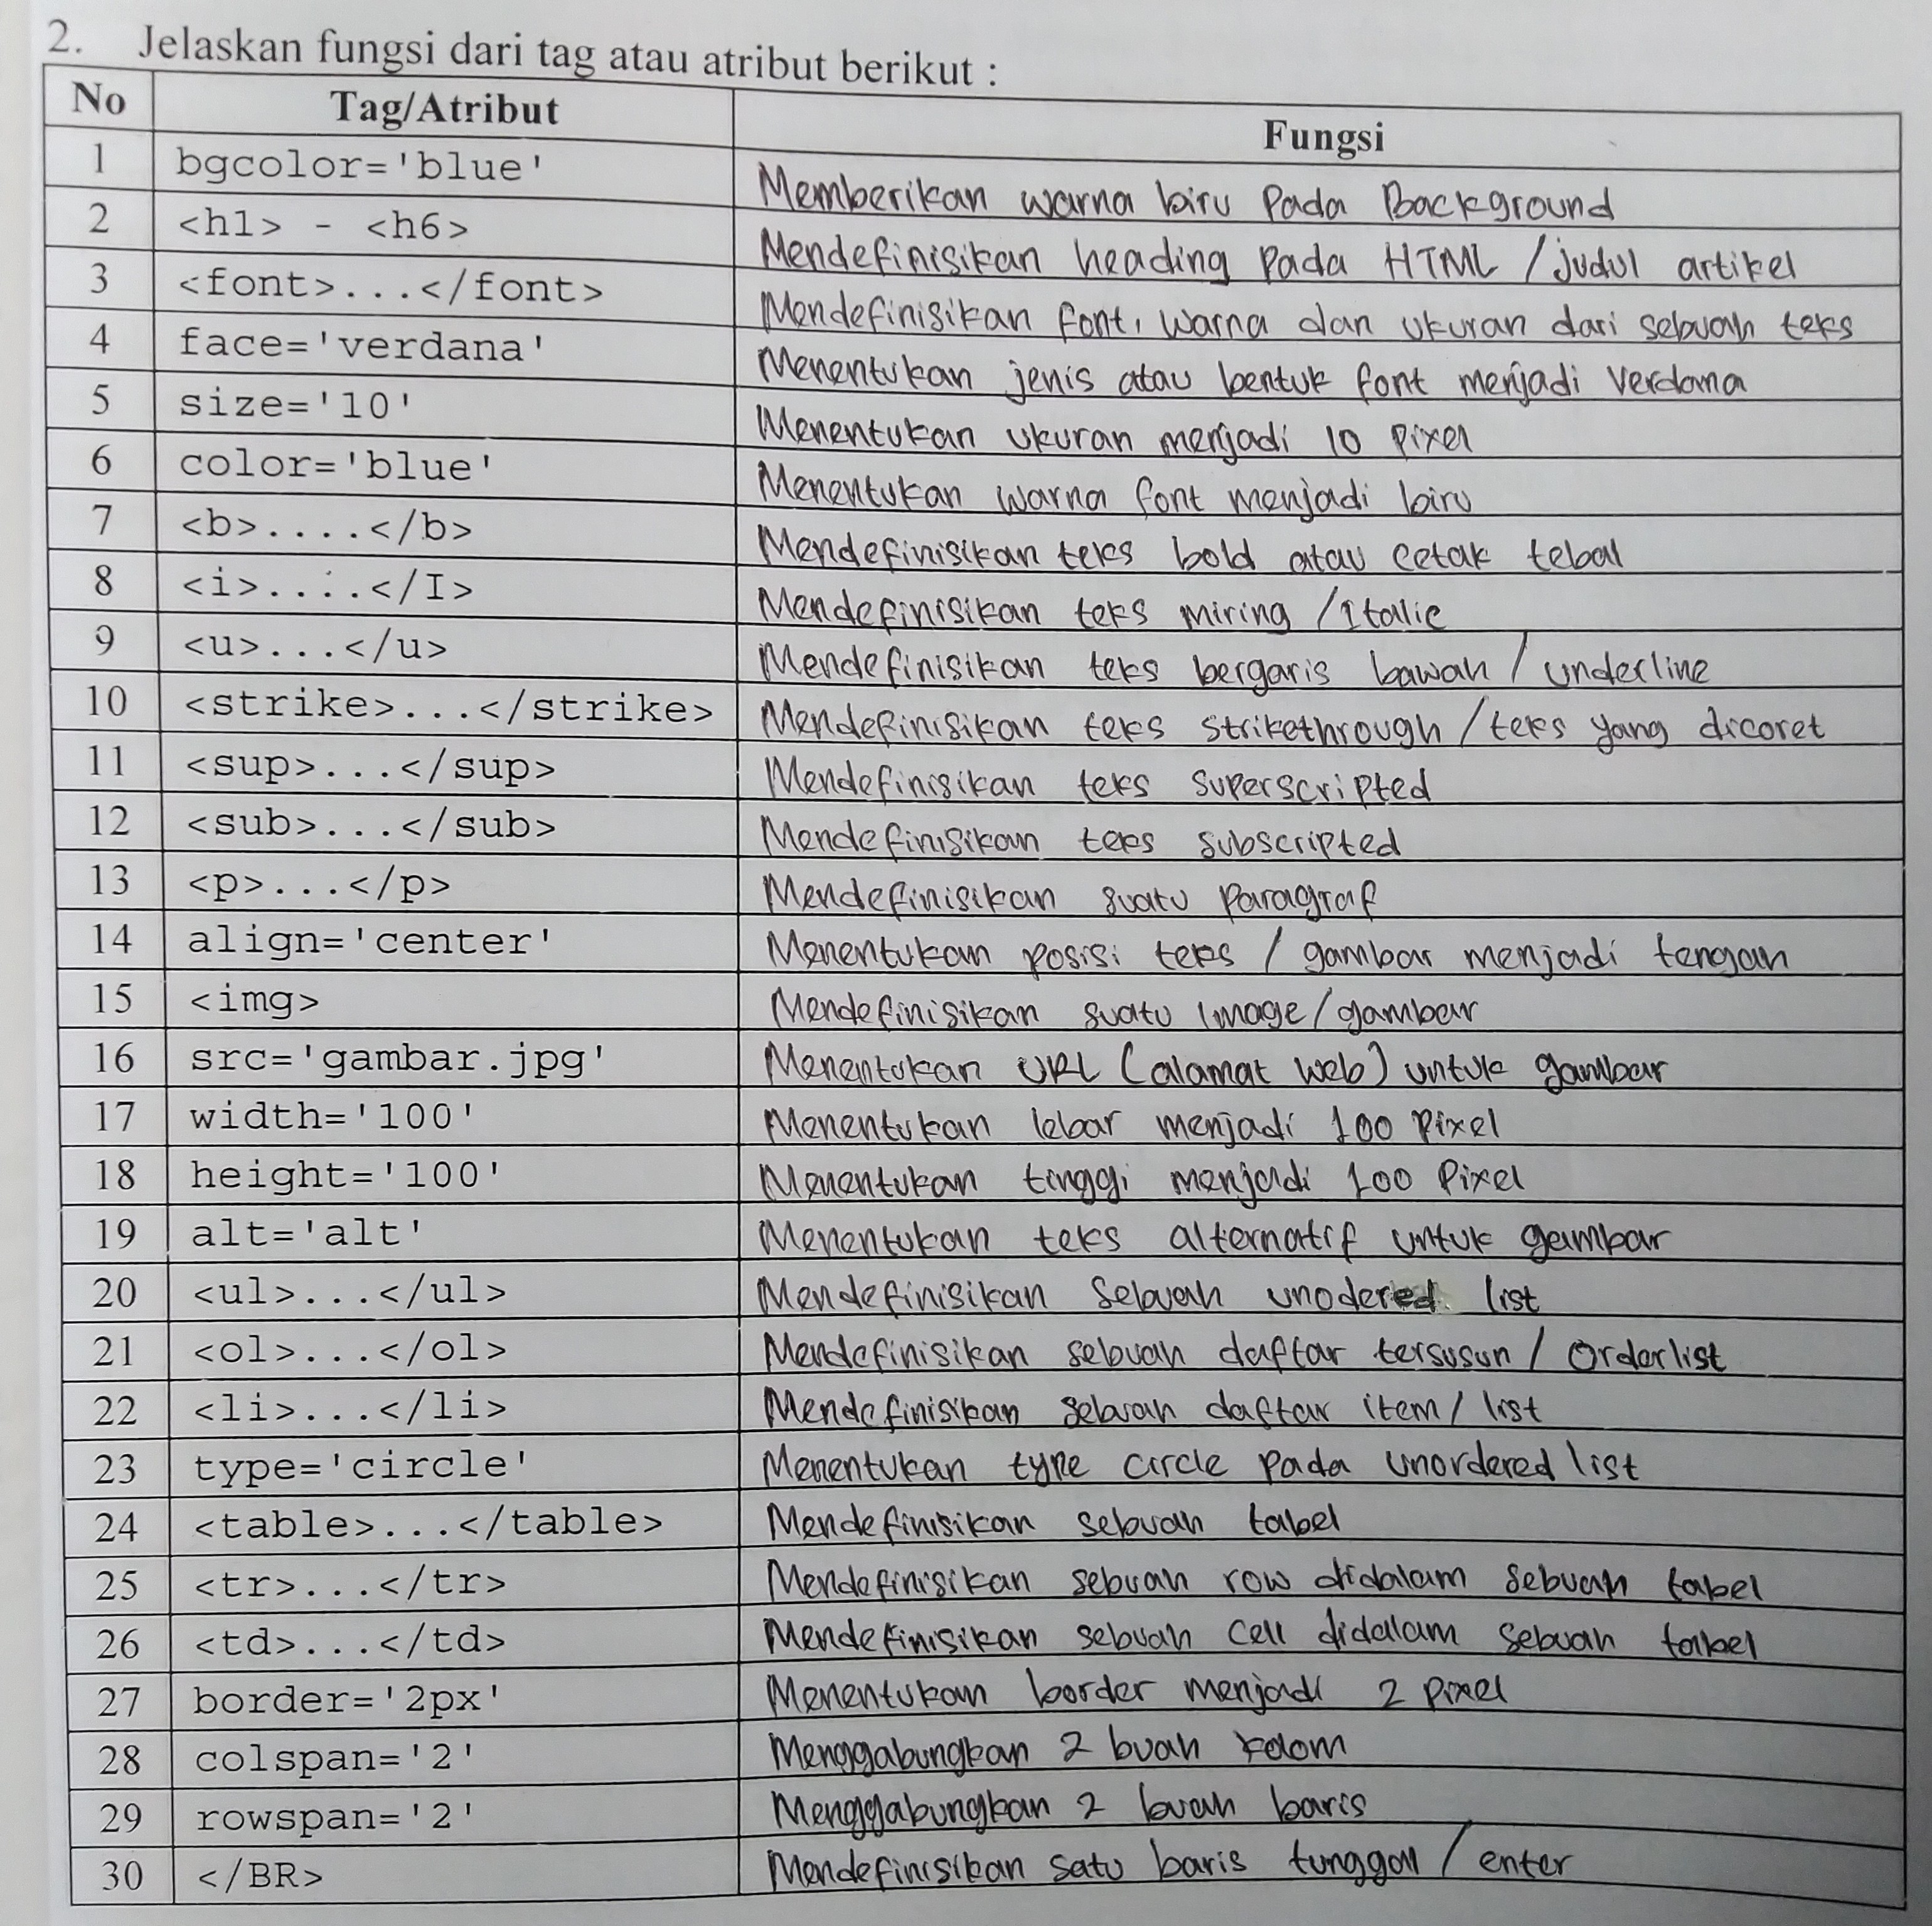 2. Jelaskan fungsi dari tag atau atribut berikut :
No Tag/Atribut Fungsi
1 bgcolor='blue' Memberikan warna biru pada Background
2 <h1> - <h6> Mendefinisikan heading pada HTML / judul artikel
3 <font>...</font> Mendefinisikan font, warna dan ukuran dari sebuah teks
4 face='verdana' Menentukan jenis atau bentuk font menjadi verdana
5 size='10' Menentukan ukuran menjadi 10 pixel
6 color='blue' Menentukan warna font menjadi biru
7 <b>....</b> Mendefinisikan teks bold atau cetak tebal
8 <i>....</I> Mendefinisikan teks miring / Italic
9 <u>...</u> Mendefinisikan teks bergaris bawah / underline
10 <strike>...</strike> Mendefinisikan teks strikethrough / teks yang dicoret
11 <sup>...</sup> Mendefinisikan teks superscripted
12 <sub>...</sub> Mendefinisikan teks subscripted
13 <p>...</p> Mendefinisikan suatu paragraf
14 align='center' Menentukan posisi teks / gambar menjadi tengah
15 <img> Mendefinisikan suatu image / gambar
16 src='gambar.jpg' Menentukan URL (alamat web) untuk gambar
17 width='100' Menentukan lebar menjadi 100 pixel
18 height='100' Menentukan tinggi menjadi 100 Pixel
19 alt='alt' Menentukan teks alternatif untuk gambar
20 <ul>...</ul> Mendefinisikan sebuah unodered list
21 <ol>...</ol> Mendefinisikan sebuah daftar tersusun / Orderlist
22 <li>...</li> Mendefinisikan sebuah daftar item / list
23 type='circle' Menentukan type circle pada unordered list
24 <table>...</table> Mendefinisikan sebuah tabel
25 <tr>...</tr> Mendefinisikan sebuah row didalam sebuah tabel
26 <td>...</td> Mendefinisikan sebuah cell didalam sebuah tabel
27 border='2px' Menentukan border menjadi 2 pixel
28 colspan='2' Menggabungkan 2 buah kolom
29 rowspan='2' Menggabungkan 2 buah baris
30 </BR> Mendefinisikan satu baris tunggal / enter